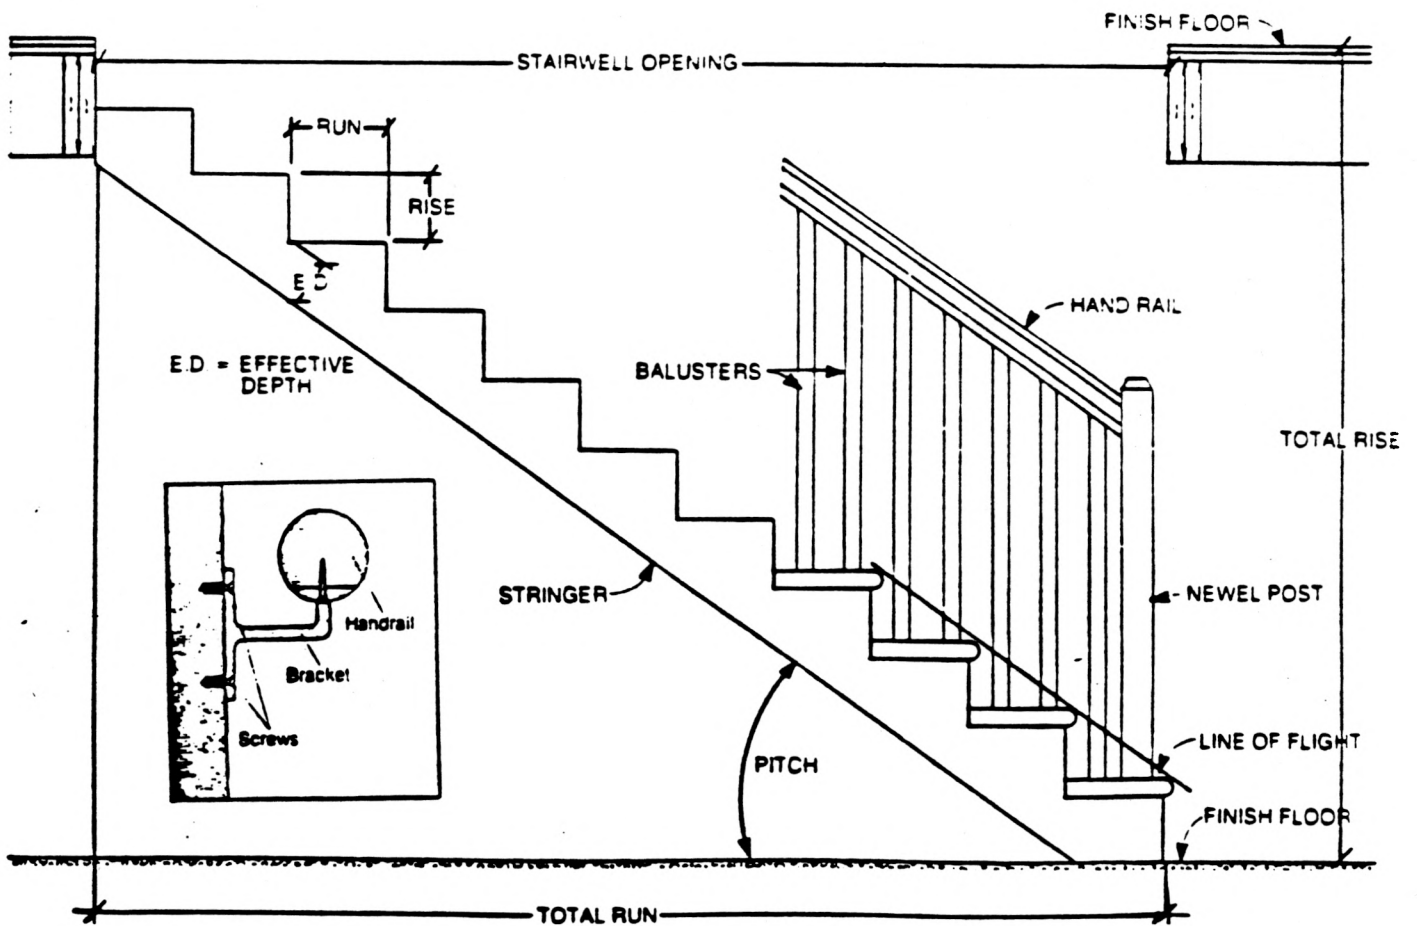 FINISH FLOOR
STAIRWELL OPENING
RUN
RISE
E D
HAND RAIL
E.D. = EFFECTIVE
DEPTH
BALUSTERS
TOTAL RISE
STRINGER
NEWEL POST
Handrail
Bracket
Screws
PITCH
LINE OF FLIGHT
FINISH FLOOR
TOTAL RUN